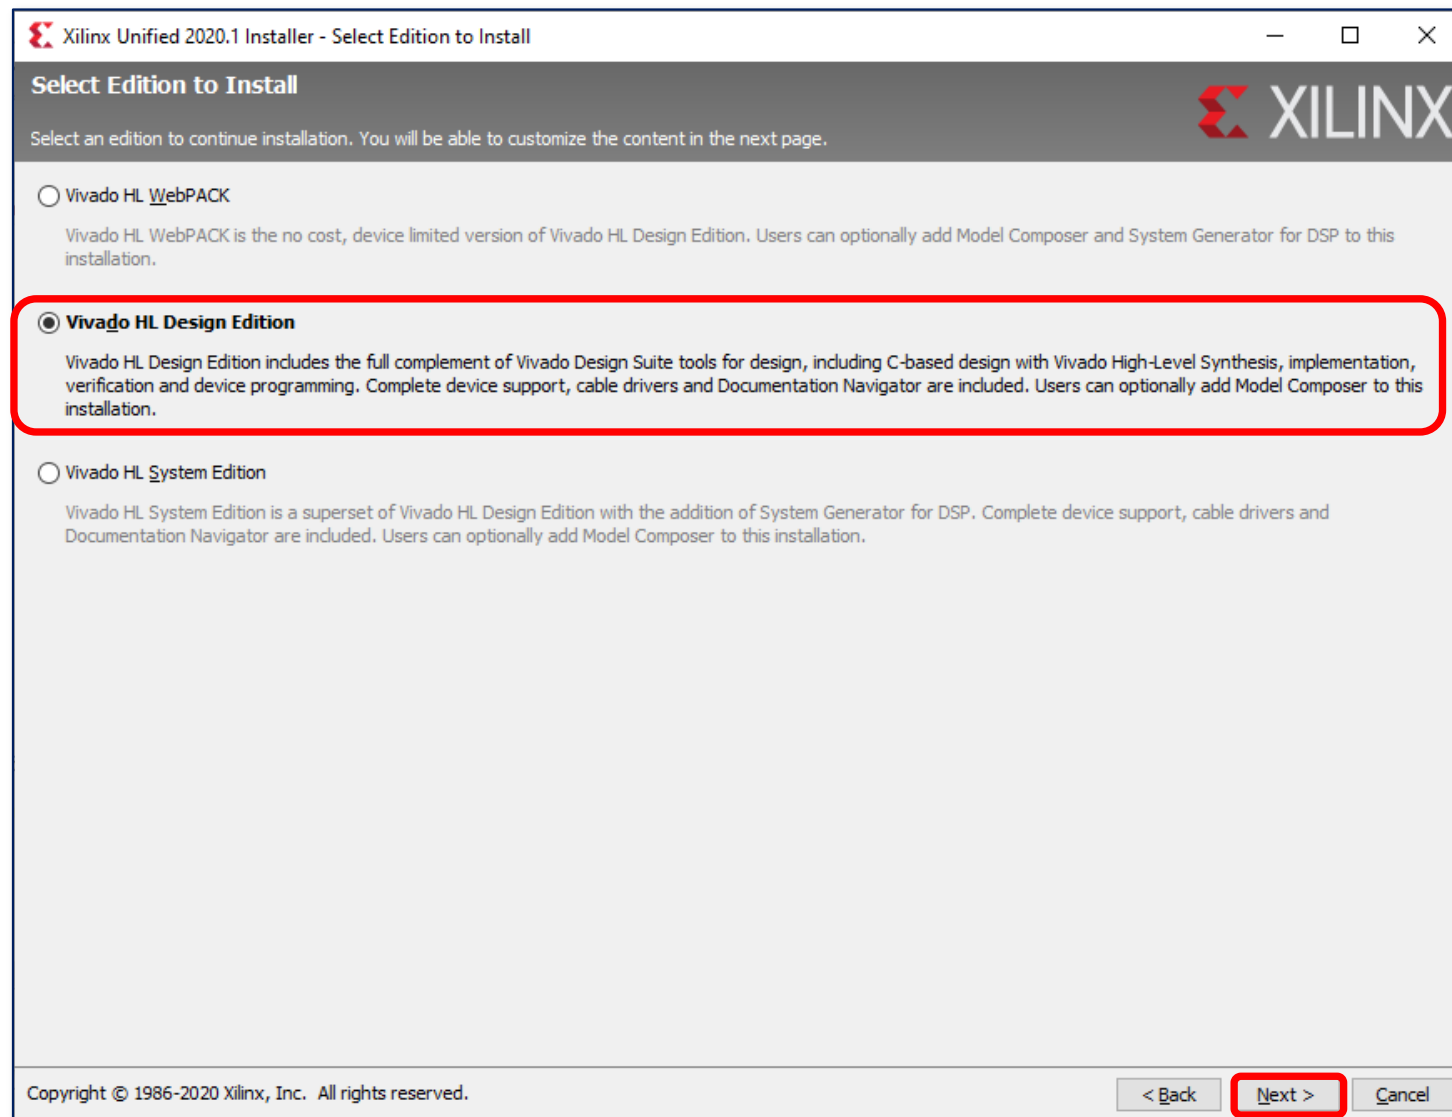 Xilinx Unified 2020.1 Installer - Select Edition to Install
Select Edition to Install
XILINX
Select an edition to continue installation. You will be able to customize the content in the next page.
Vivado HL WebPACK
Vivado HL WebPACK is the no cost, device limited version of Vivado HL Design Edition. Users can optionally add Model Composer and System Generator for DSP to this
installation.
Vivado HL Design Edition
Vivado HL Design Edition includes the full complement of Vivado Design Suite tools for design, including C-based design with Vivado High-Level Synthesis, implementation,
verification and device programming. Complete device support, cable drivers and Documentation Navigator are included. Users can optionally add Model Composer to this
installation.
Vivado HL System Edition
Vivado HL System Edition is a superset of Vivado HL Design Edition with the addition of System Generator for DSP. Complete device support, cable drivers and
Documentation Navigator are included. Users can optionally add Model Composer to this installation.
Copyright © 1986-2020 Xilinx, Inc. All rights reserved.
< Back
Next >
Cancel